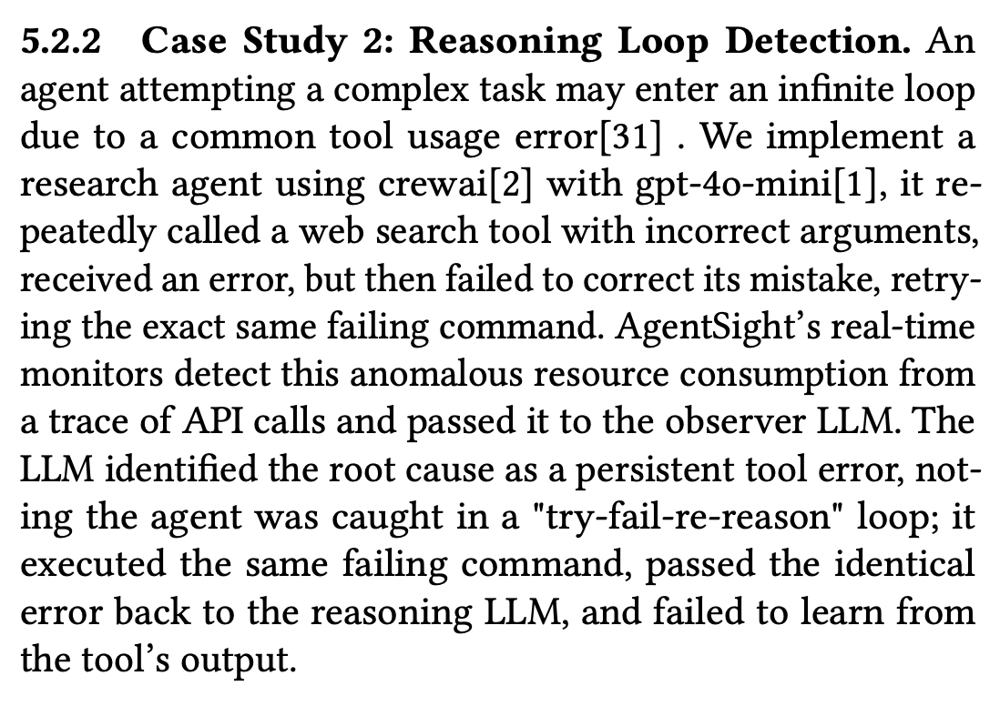 5.2.2 Case Study 2: Reasoning Loop Detection. An
agent attempting a complex task may enter an infinite loop
due to a common tool usage error[31] . We implement a
research agent using crewai[2] with gpt-4o-mini[1], it re-
peatedly called a web search tool with incorrect arguments,
received an error, but then failed to correct its mistake, retry-
ing the exact same failing command. AgentSight’s real-time
monitors detect this anomalous resource consumption from
a trace of API calls and passed it to the observer LLM. The
LLM identified the root cause as a persistent tool error, not-
ing the agent was caught in a "try-fail-re-reason" loop; it
executed the same failing command, passed the identical
error back to the reasoning LLM, and failed to learn from
the tool’s output.